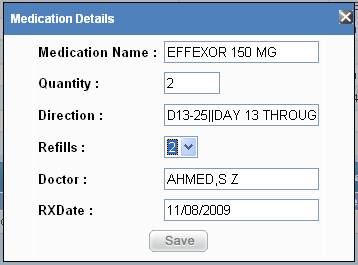 Medication Details
Medication Name : EFFEXOR 150 MG
Quantity : 2
Direction : D13-25||DAY 13 THROUG
Refills : 2
Doctor : AHMED,S Z
RXDate : 11/08/2009
Save